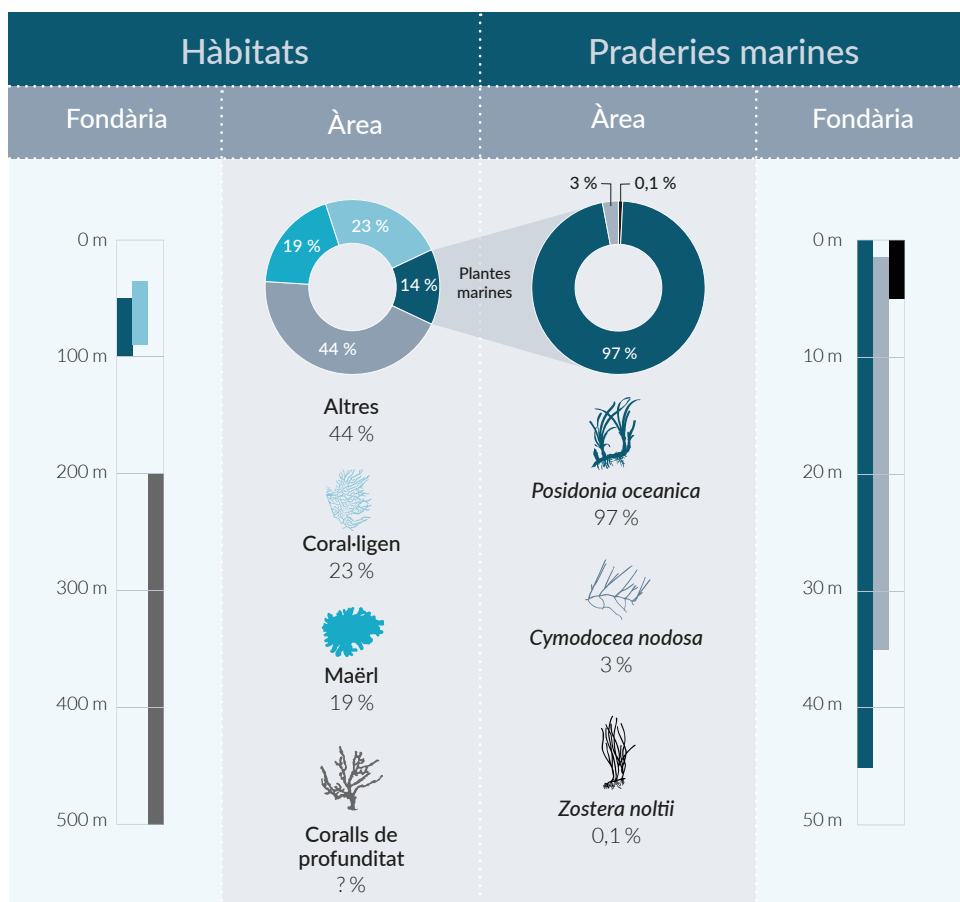 Hàbitats
Praderies marines
Fondària
Àrea
Àrea
Fondària
0 m
100 m
200 m
300 m
400 m
500 m
23 %
19 %
14 %
44 %
Plantes
marines
3 %
0,1 %
97 %
Altres
44 %
Coral·ligen
23 %
Maërl
19 %
Coralls de
profunditat
? %
Posidonia oceanica
97 %
Cymodocea nodosa
3 %
Zostera noltii
0,1 %
0 m
10 m
20 m
30 m
40 m
50 m